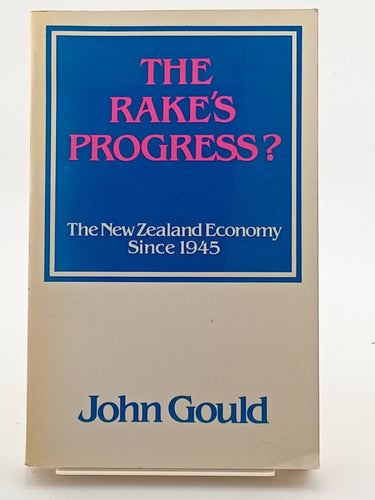 THE
RAKE'S
PROGRESS?
The New Zealand Economy
Since 1945
John Gould